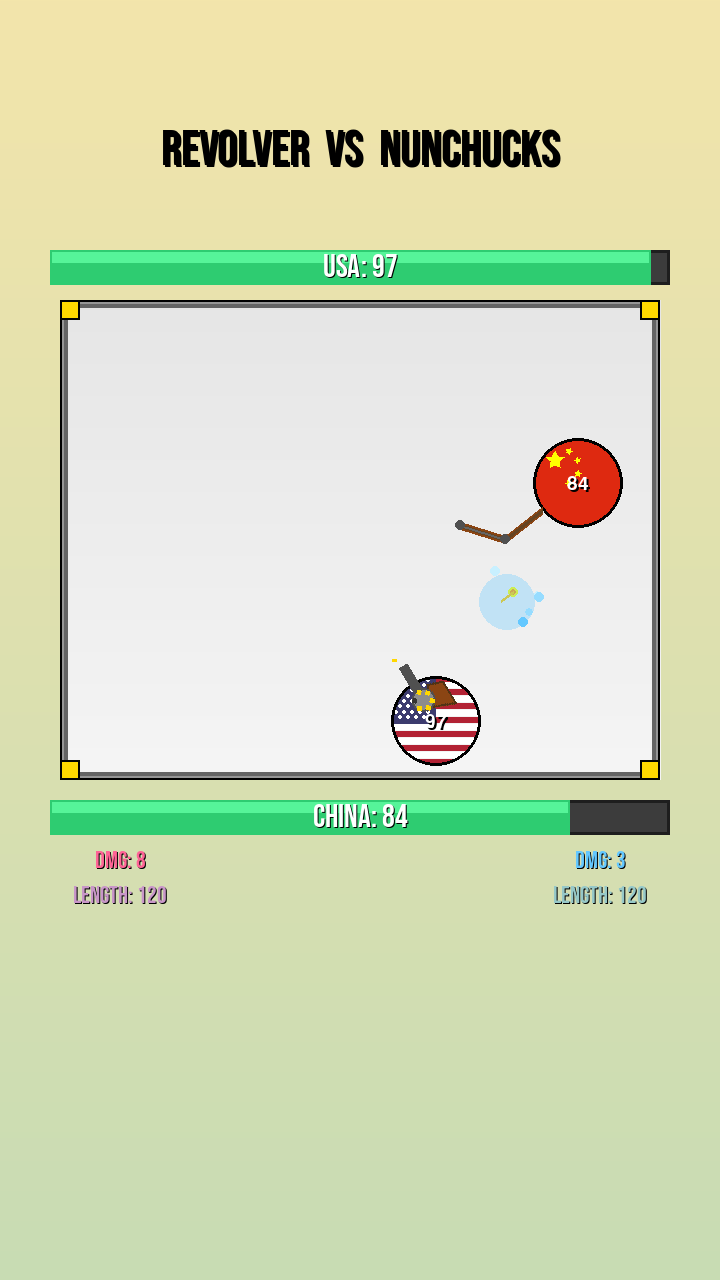 REVOLVER VS NUNCHUCKS
USA: 97
84
97
CHINA: 84
DMG: 8
DMG: 3
LENGTH: 120
LENGTH: 120